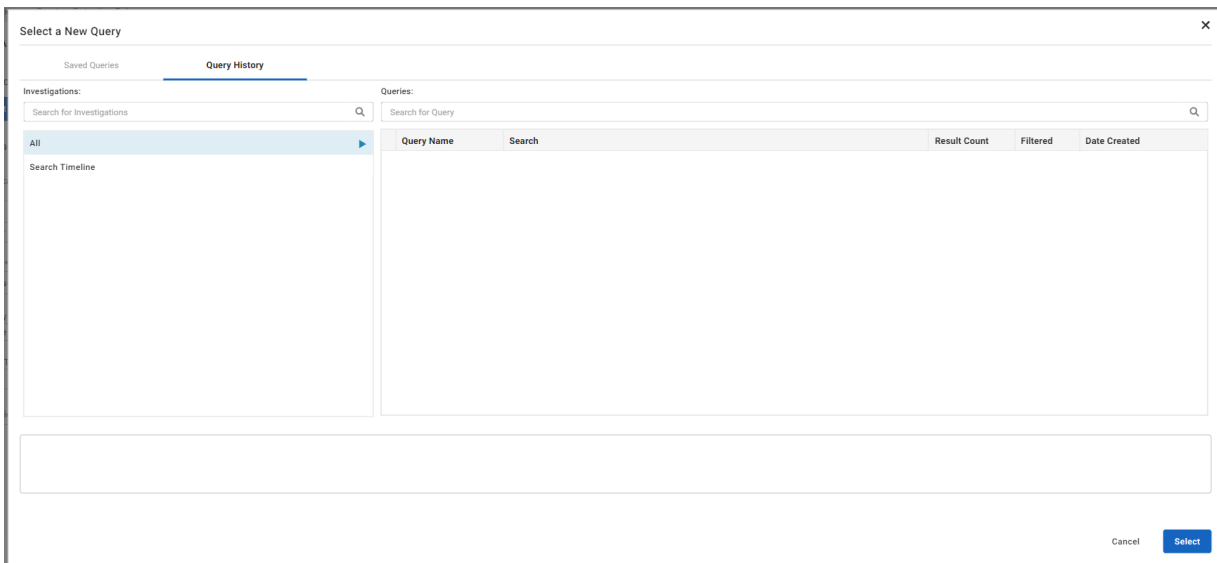 Select a New Query
Saved Queries Query History
Investigations: Queries:
Search for Investigations Search for Query
Query Name Search Result Count Filtered Date Created
All
Search Timeline
Cancel Select